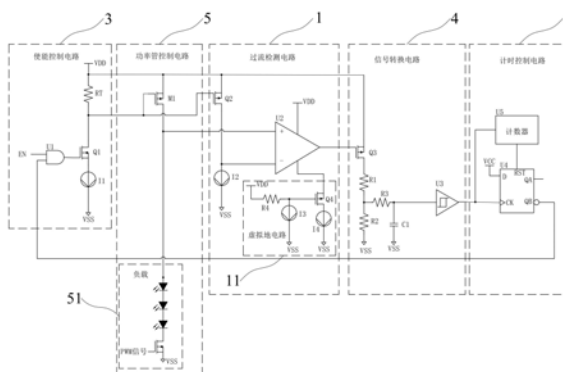 3
5
1
4
使能控制电路
功率管控制电路
过流检测电路
信号转换电路
计时控制电路
VDD
RT
M1
Q2
U2
VDD
U5
计数器
U1
EN
Q1
Q3
VCC
U4
RST
D
QA
CK
QB
I1
VSS
I2
VSS
VDD
R4
I3
Q4
I4
VSS
VSS
虚拟地电路
R1
R3
R2
C1
VSS
VSS
U3
11
51
负载
PWM信号
VSS